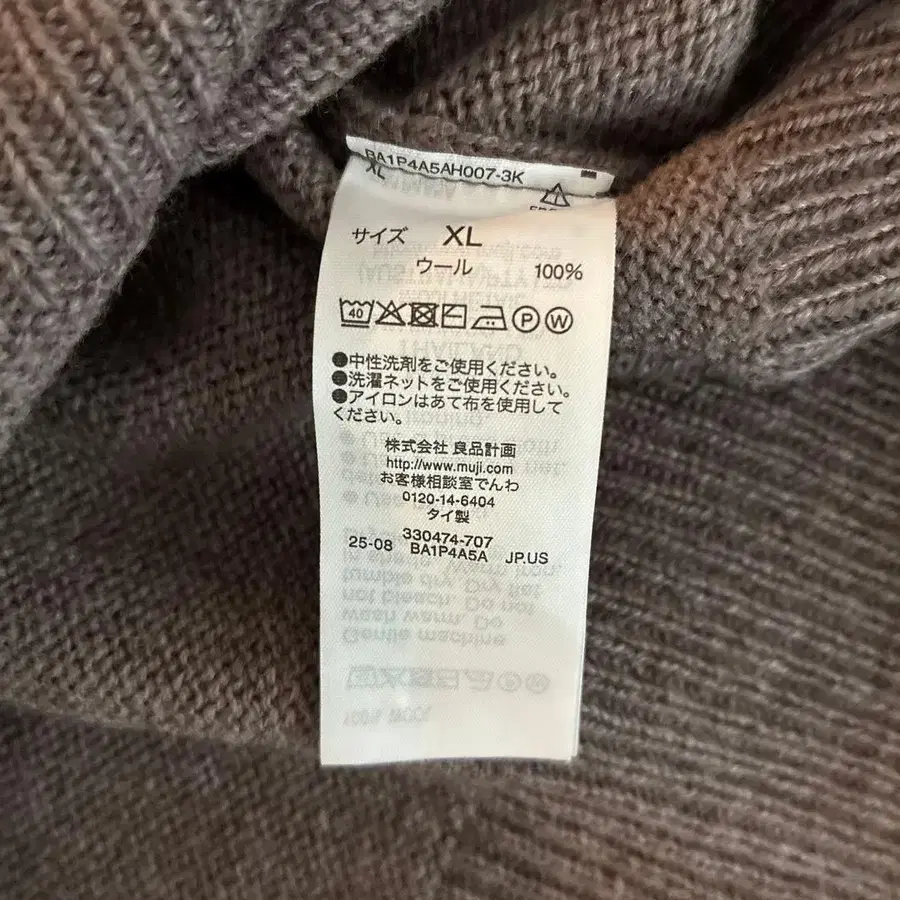 BA1P4A5AH007-3K
XL
サイズ XL
ウール 100%
40 P W
●中性洗剤をご使用ください。
●洗濯ネットをご使用ください。
●アイロンはあて布を使用して
ください。
株式会社 良品計画
http://www.muji.com
お客様相談室でんわ
0120-14-6404
タイ製
330474-707
25-08 BA1P4A5A JP.US